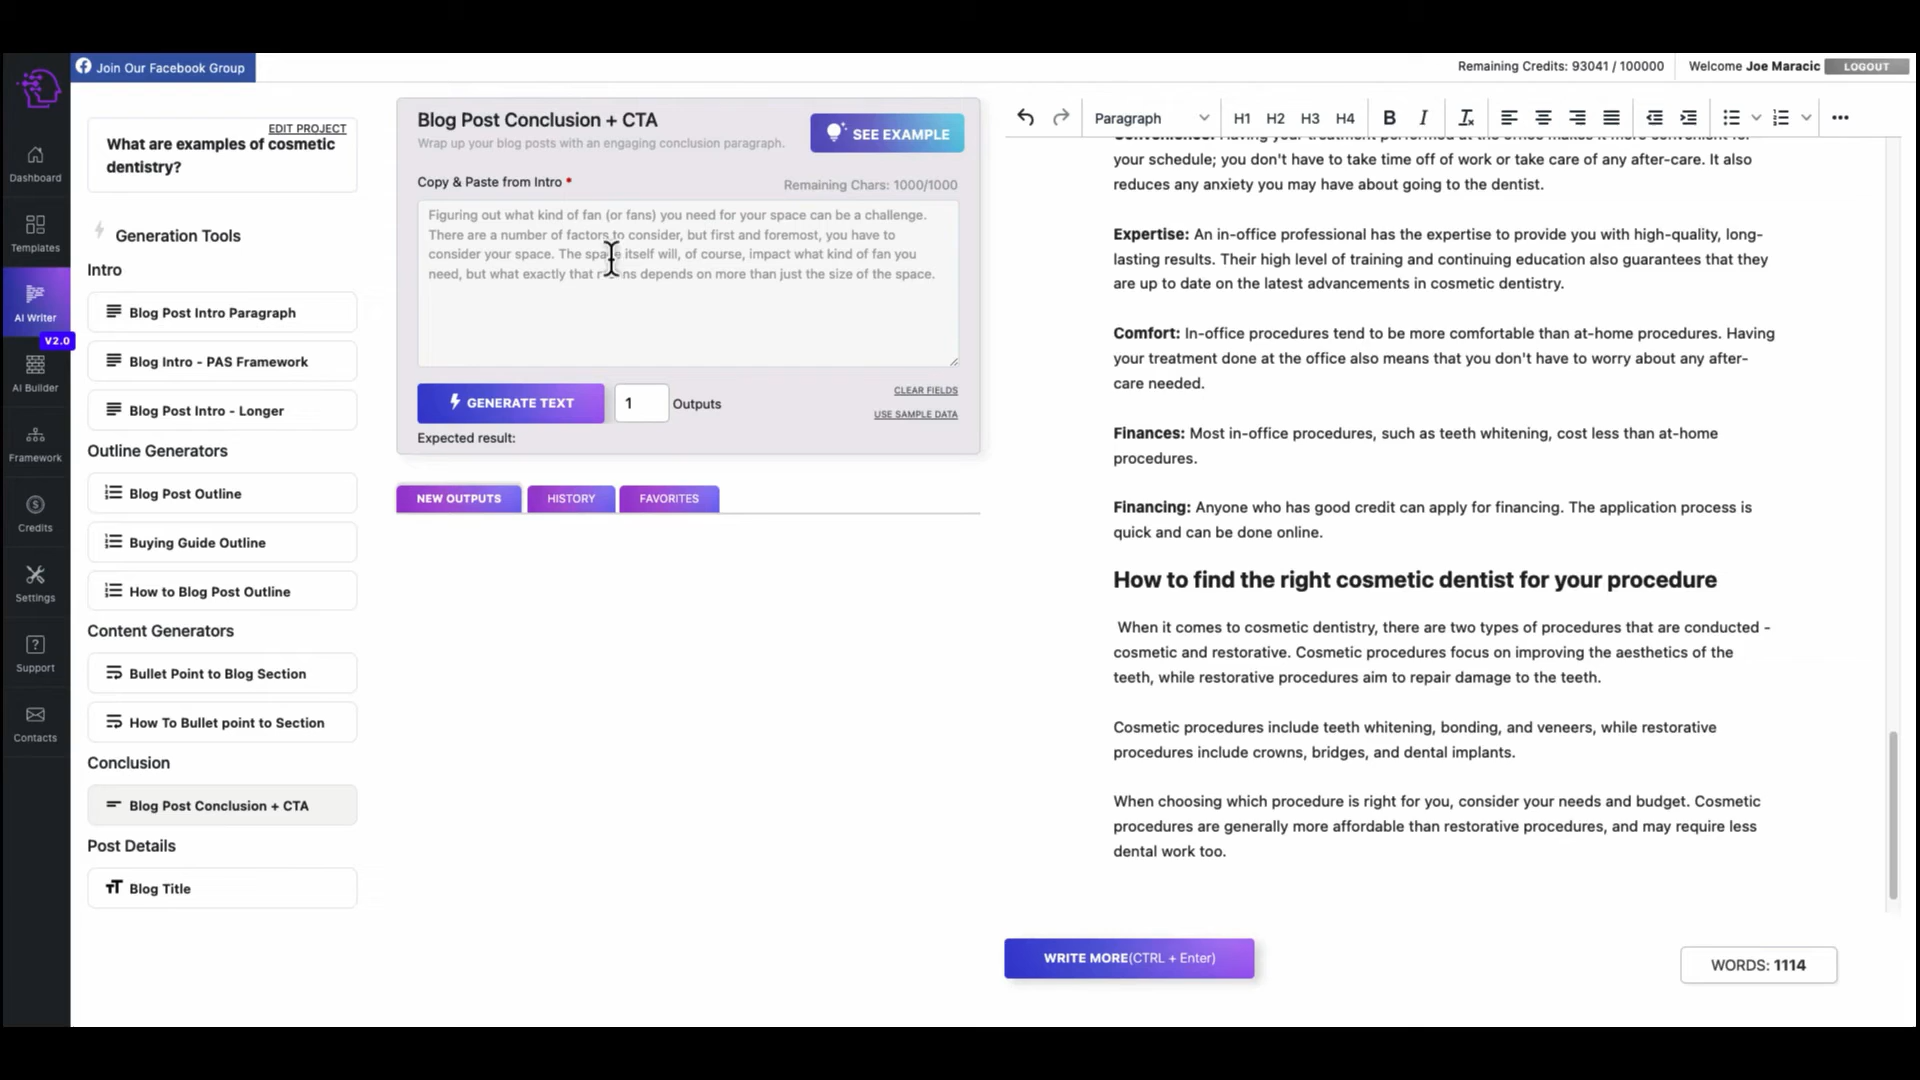 Join Our Facebook Group
Remaining Credits: 93041 / 100000
Welcome Joe Maracic
LOGOUT
Dashboard
Templates
AI Writer
V2.0
AI Builder
Framework
Credits
Settings
Support
Contacts
EDIT PROJECT
What are examples of cosmetic
dentistry?
Generation Tools
Intro
Blog Post Intro Paragraph
Blog Intro - PAS Framework
Blog Post Intro - Longer
Outline Generators
Blog Post Outline
Buying Guide Outline
How to Blog Post Outline
Content Generators
Bullet Point to Blog Section
How To Bullet point to Section
Conclusion
Blog Post Conclusion + CTA
Post Details
Blog Title
Blog Post Conclusion + CTA
Wrap up your blog posts with an engaging conclusion paragraph.
SEE EXAMPLE
Copy & Paste from Intro *
Remaining Chars: 1000/1000
Figuring out what kind of fan (or fans) you need for your space can be a challenge.
There are a number of factors to consider, but first and foremost, you have to
consider your space. The space itself will, of course, impact what kind of fan you
need, but what exactly that means depends on more than just the size of the space.
GENERATE TEXT
1
Outputs
CLEAR FIELDS
USE SAMPLE DATA
Expected result:
NEW OUTPUTS
HISTORY
FAVORITES
Paragraph
H1
H2
H3
H4
B
I
Convenience: Having your treatment performed at the office makes it more convenient for
your schedule; you don't have to take time off of work or take care of any after-care. It also
reduces any anxiety you may have about going to the dentist.
Expertise: An in-office professional has the expertise to provide you with high-quality, long-
lasting results. Their high level of training and continuing education also guarantees that they
are up to date on the latest advancements in cosmetic dentistry.
Comfort: In-office procedures tend to be more comfortable than at-home procedures. Having
your treatment done at the office also means that you don't have to worry about any after-
care needed.
Finances: Most in-office procedures, such as teeth whitening, cost less than at-home
procedures.
Financing: Anyone who has good credit can apply for financing. The application process is
quick and can be done online.
How to find the right cosmetic dentist for your procedure
When it comes to cosmetic dentistry, there are two types of procedures that are conducted -
cosmetic and restorative. Cosmetic procedures focus on improving the aesthetics of the
teeth, while restorative procedures aim to repair damage to the teeth.
Cosmetic procedures include teeth whitening, bonding, and veneers, while restorative
procedures include crowns, bridges, and dental implants.
When choosing which procedure is right for you, consider your needs and budget. Cosmetic
procedures are generally more affordable than restorative procedures, and may require less
dental work too.
WRITE MORE(CTRL + Enter)
WORDS: 1114